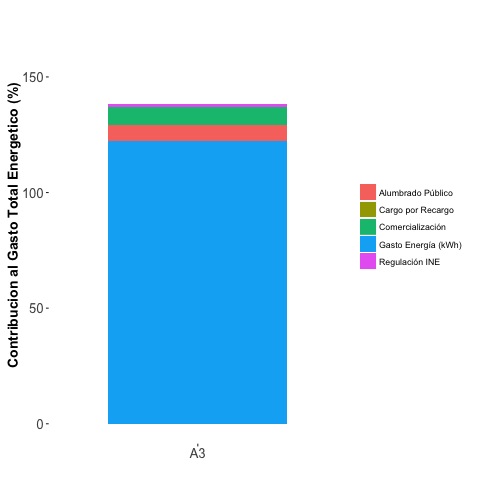 Contribucion al Gasto Total Energetico (%)
150
100
50
0
A3
Alumbrado Público
Cargo por Recargo
Comercialización
Gasto Energía (kWh)
Regulación INE